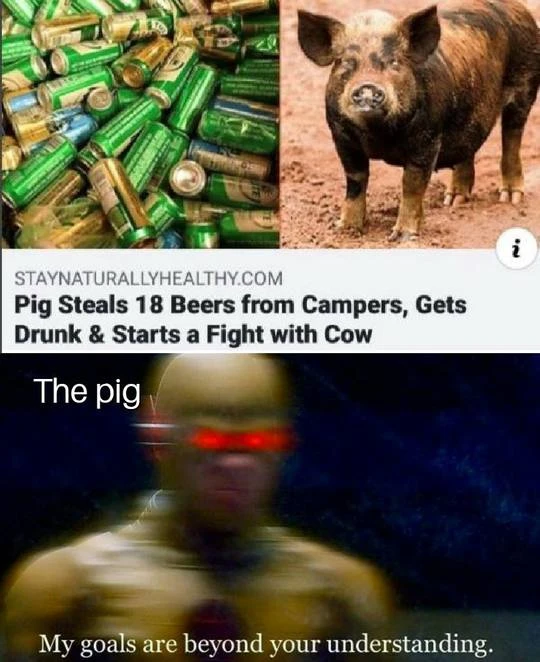 i
STAYNATURALLYHEALTHY.COM
Pig Steals 18 Beers from Campers, Gets
Drunk & Starts a Fight with Cow
The pig
My goals are beyond your understanding.